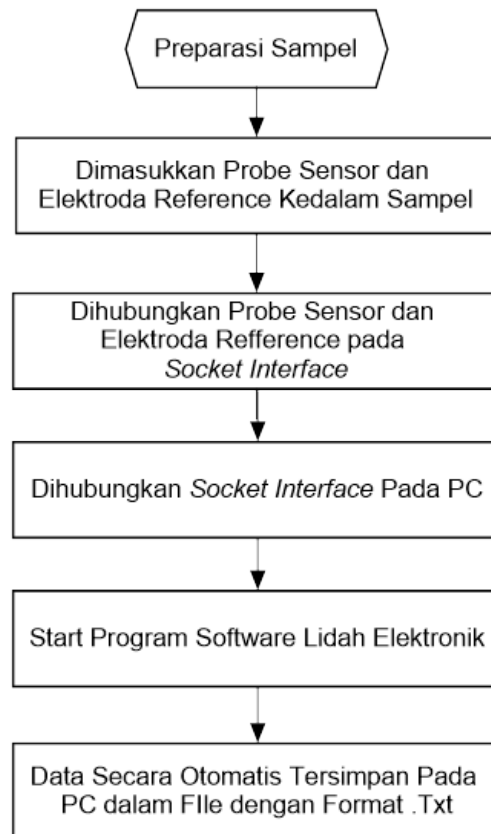 Preparasi Sampel
Dimasukkan Probe Sensor dan
Elektroda Reference Kedalam Sampel
Dihubungkan Probe Sensor dan
Elektroda Refference pada
Socket Interface
Dihubungkan Socket Interface Pada PC
Start Program Software Lidah Elektronik
Data Secara Otomatis Tersimpan Pada
PC dalam FIle dengan Format .Txt